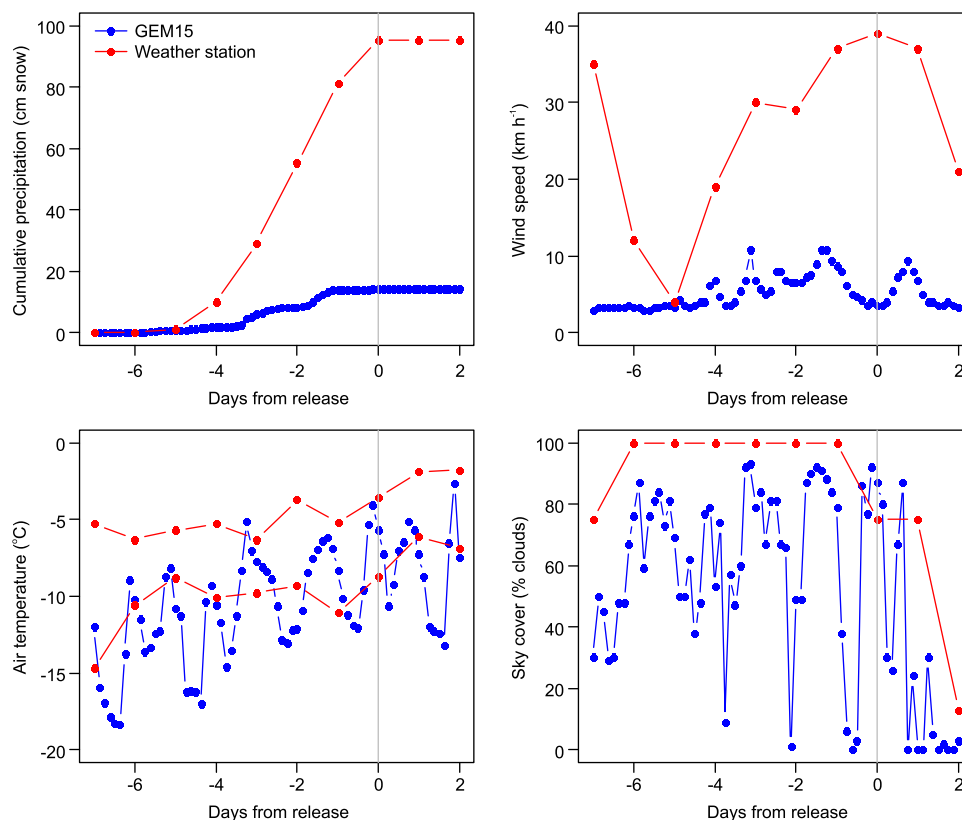 GEM15
Weather station
Cumulative precipitation (cm snow)
100
80
60
40
20
0
-6 -4 -2 0 2
Days from release
Wind speed (km h⁻¹)
40
30
20
10
0
-6 -4 -2 0 2
Days from release
Air temperature (°C)
0
-5
-10
-15
-20
-6 -4 -2 0 2
Days from release
Sky cover (% clouds)
100
80
60
40
20
0
-6 -4 -2 0 2
Days from release